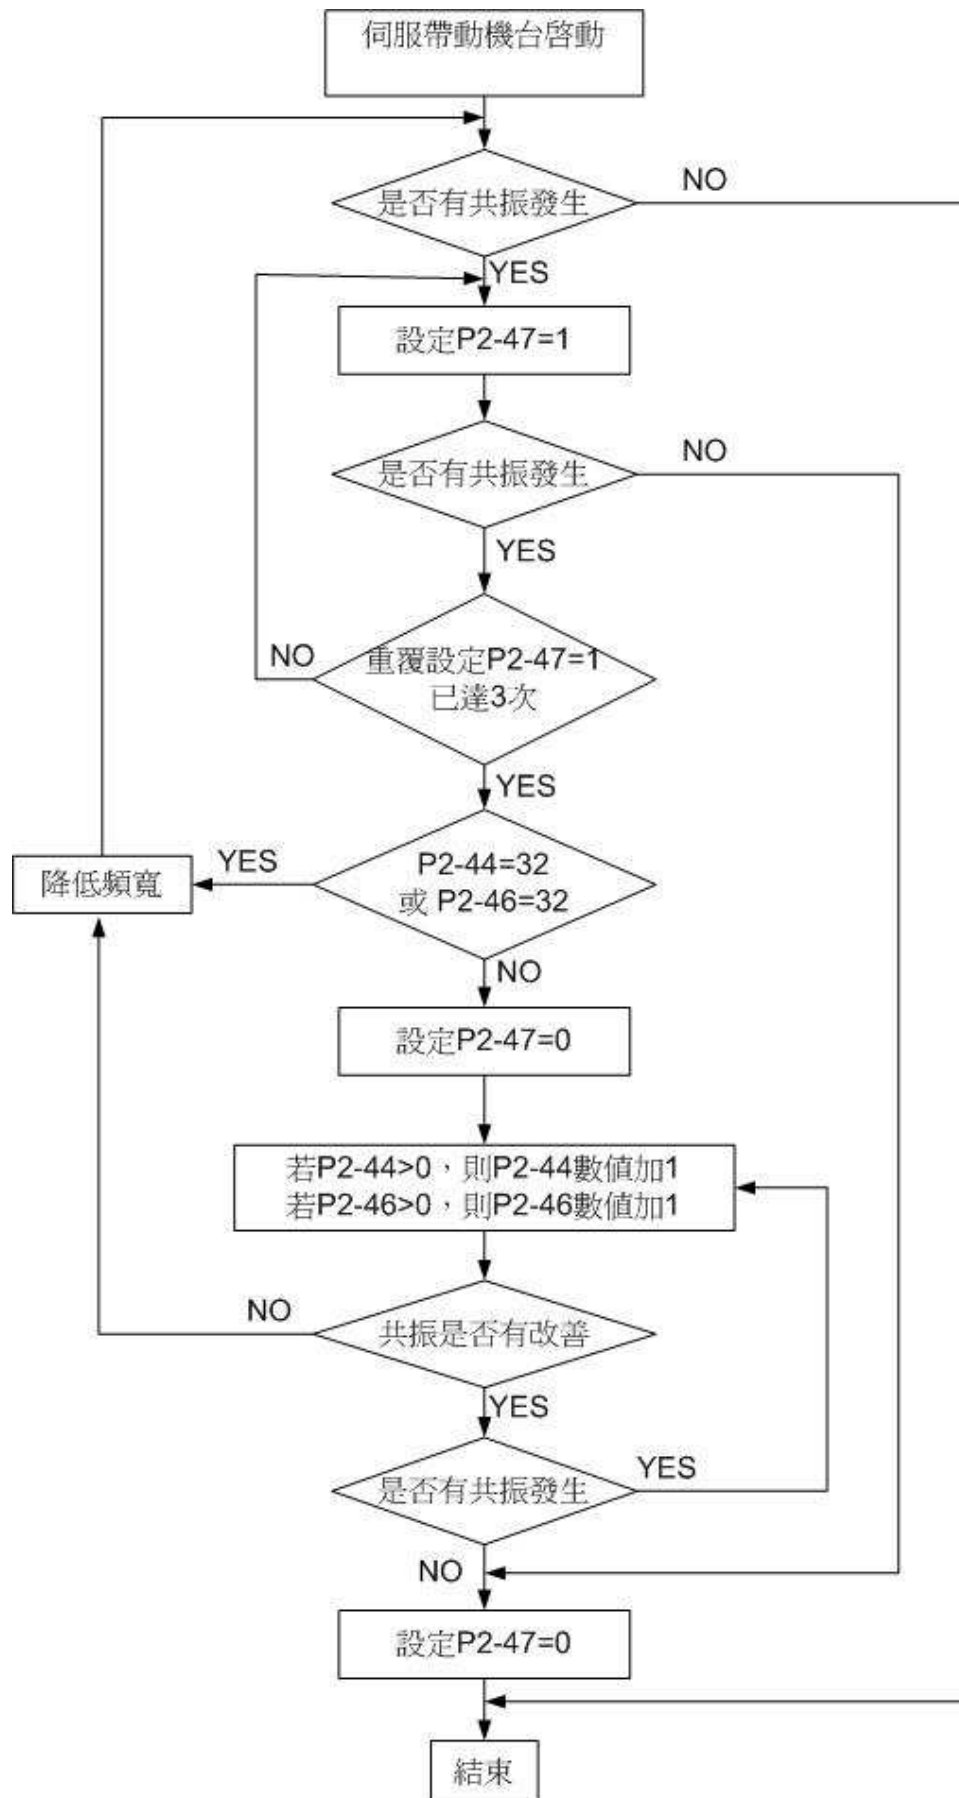 伺服帶動機台啓動
是否有共振發生
NO
YES
設定P2-47=1
是否有共振發生
NO
YES
重覆設定P2-47=1
已達3次
NO
YES
P2-44=32
或 P2-46=32
YES
降低頻寬
NO
設定P2-47=0
若P2-44>0，則P2-44數值加1
若P2-46>0，則P2-46數值加1
共振是否有改善
NO
YES
是否有共振發生
YES
NO
設定P2-47=0
結束